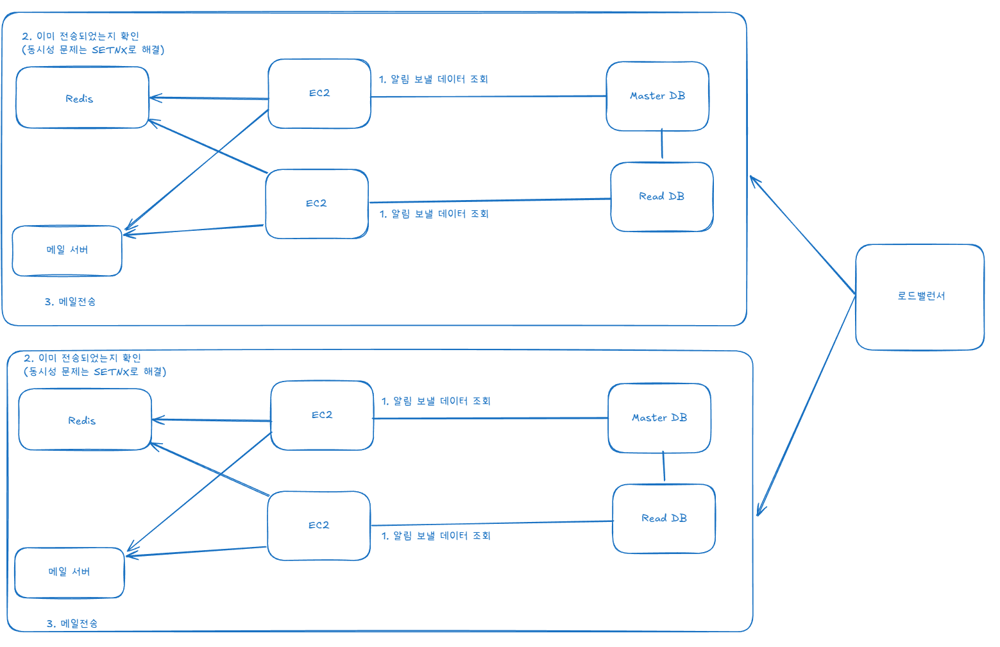 2. 이미 전송되었는지 확인
(동시성 문제는 SETNX로 해결)
Redis
EC2
1. 알림 보낼 데이터 조회
Master DB
EC2
1. 알림 보낼 데이터 조회
Read DB
메일 서버
3. 메일전송
로드밸런서
2. 이미 전송되었는지 확인
(동시성 문제는 SETNX로 해결)
Redis
EC2
1. 알림 보낼 데이터 조회
Master DB
EC2
1. 알림 보낼 데이터 조회
Read DB
메일 서버
3. 메일전송